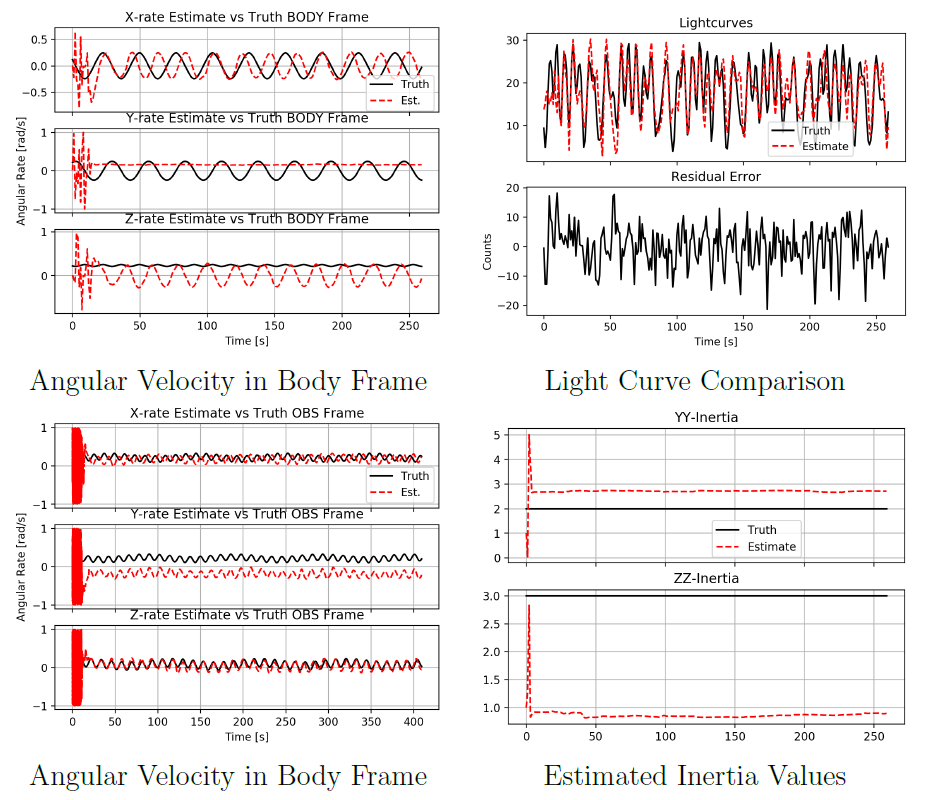 X-rate Estimate vs Truth BODY Frame
0.5
0.0
−0.5
Truth
Est.
Y-rate Estimate vs Truth BODY Frame
1
0
−1
Angular Rate [rad/s]
Z-rate Estimate vs Truth BODY Frame
1
0
0 50 100 150 200 250
Time [s]
Angular Velocity in Body Frame
Lightcurves
30
20
10
Truth
Estimate
Residual Error
20
10
0
−10
−20
Counts
0 50 100 150 200 250
Time [s]
Light Curve Comparison
X-rate Estimate vs Truth OBS Frame
1
0
−1
Truth
Est.
Y-rate Estimate vs Truth OBS Frame
1
0
−1
Angular Rate [rad/s]
Z-rate Estimate vs Truth OBS Frame
1
0
−1
0 50 100 150 200 250 300 350 400
Time [s]
Angular Velocity in Body Frame
YY-Inertia
5
4
3
2
1
0
Truth
Estimate
ZZ-Inertia
3.0
2.5
2.0
1.5
1.0
0 50 100 150 200 250
Estimated Inertia Values